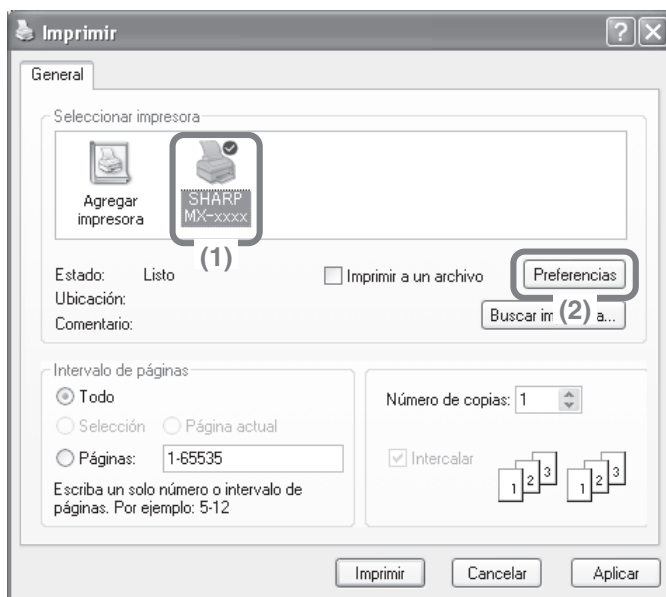 Imprimir
General
Seleccionar impresora
Agregar
impresora
SHARP
MX-xxxx
(1)
Estado: Listo
Imprimir a un archivo
Preferencias
(2)
Ubicación:
Buscar im a...
Comentario:
Intervalo de páginas
Todo
Selección Página actual
Páginas: 1-65535
Escriba un solo número o intervalo de
páginas. Por ejemplo: 5-12
Número de copias: 1
Intercalar
1 2 3 1 2 3
Imprimir Cancelar Aplicar